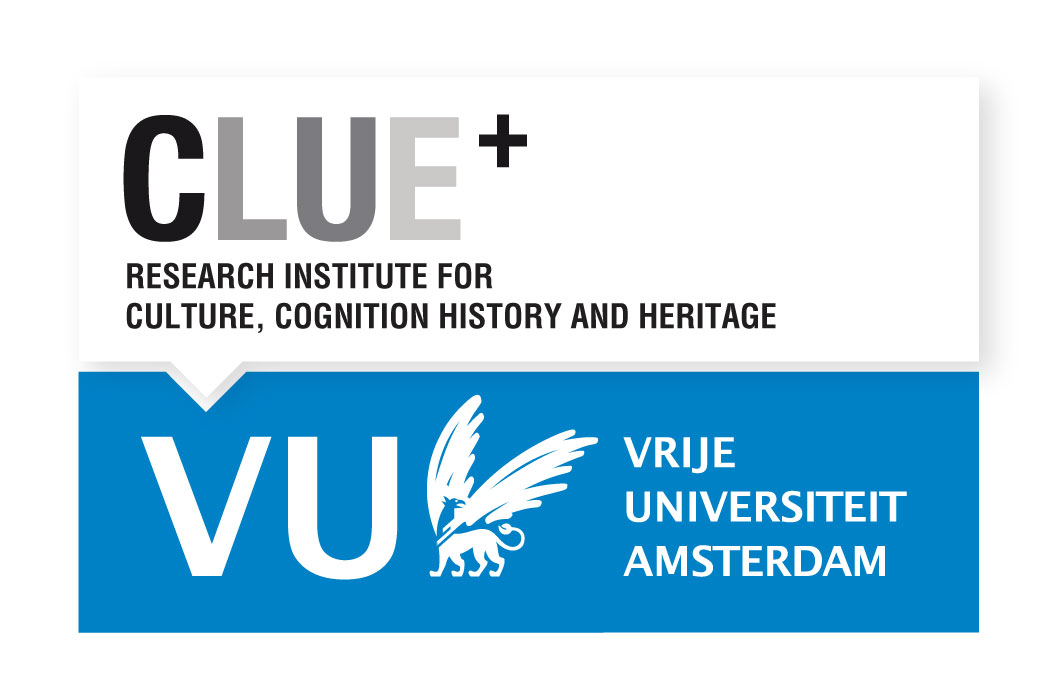 CLUE+
RESEARCH INSTITUTE FOR
CULTURE, COGNITION HISTORY AND HERITAGE
VU
VRIJE
UNIVERSITEIT
AMSTERDAM